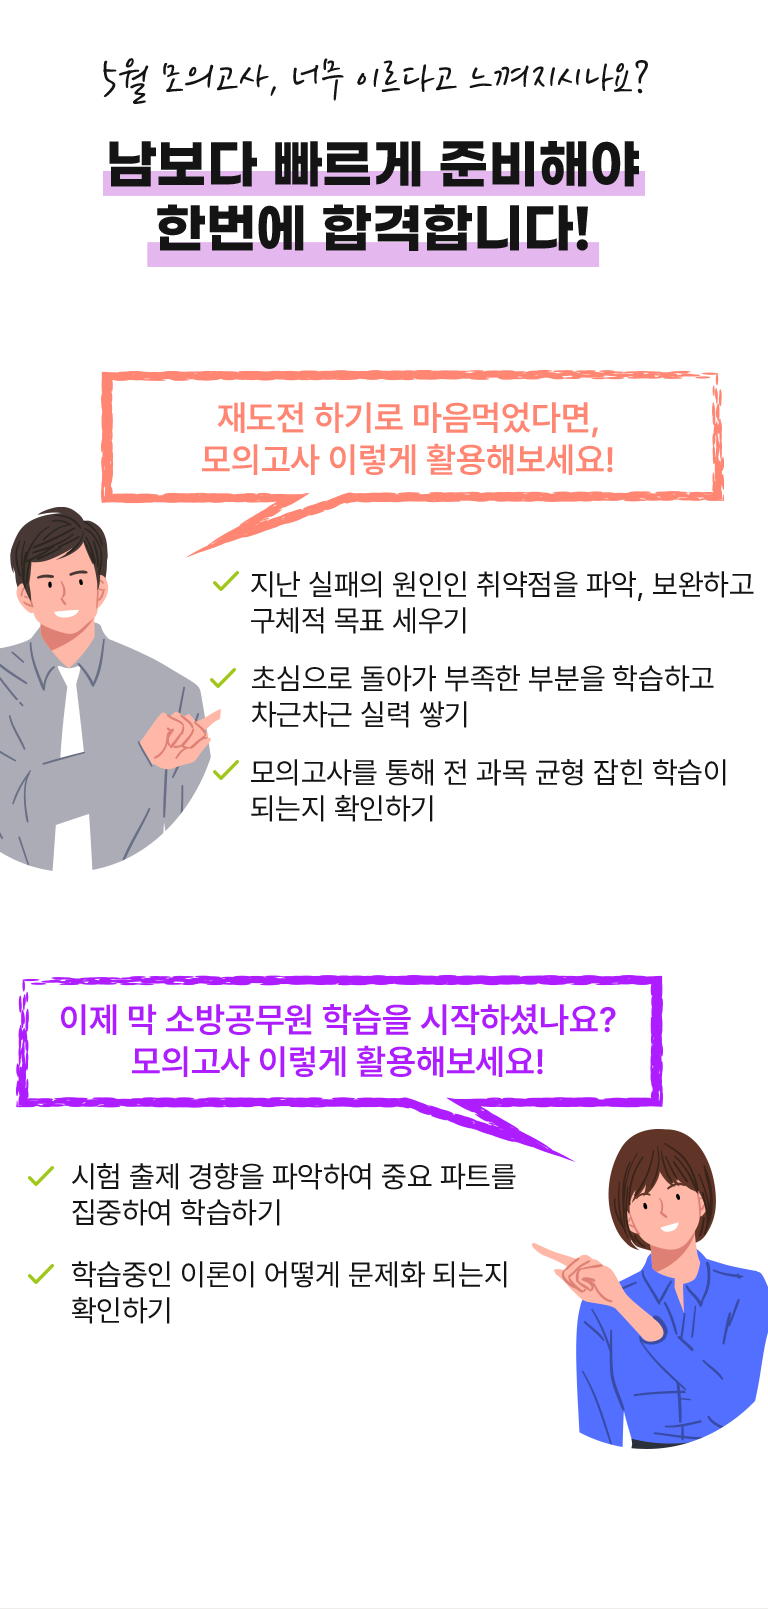 5월 모의고사, 너무 이르다고 느껴지시나요?
남보다 빠르게 준비해야
한번에 합격합니다!
재도전 하기로 마음먹었다면,
모의고사 이렇게 활용해보세요!
지난 실패의 원인인 취약점을 파악, 보완하고
구체적 목표 세우기
초심으로 돌아가 부족한 부분을 학습하고
차근차근 실력 쌓기
모의고사를 통해 전 과목 균형 잡힌 학습이
되는지 확인하기
이제 막 소방공무원 학습을 시작하셨나요?
모의고사 이렇게 활용해보세요!
시험 출제 경향을 파악하여 중요 파트를
집중하여 학습하기
학습중인 이론이 어떻게 문제화 되는지
확인하기